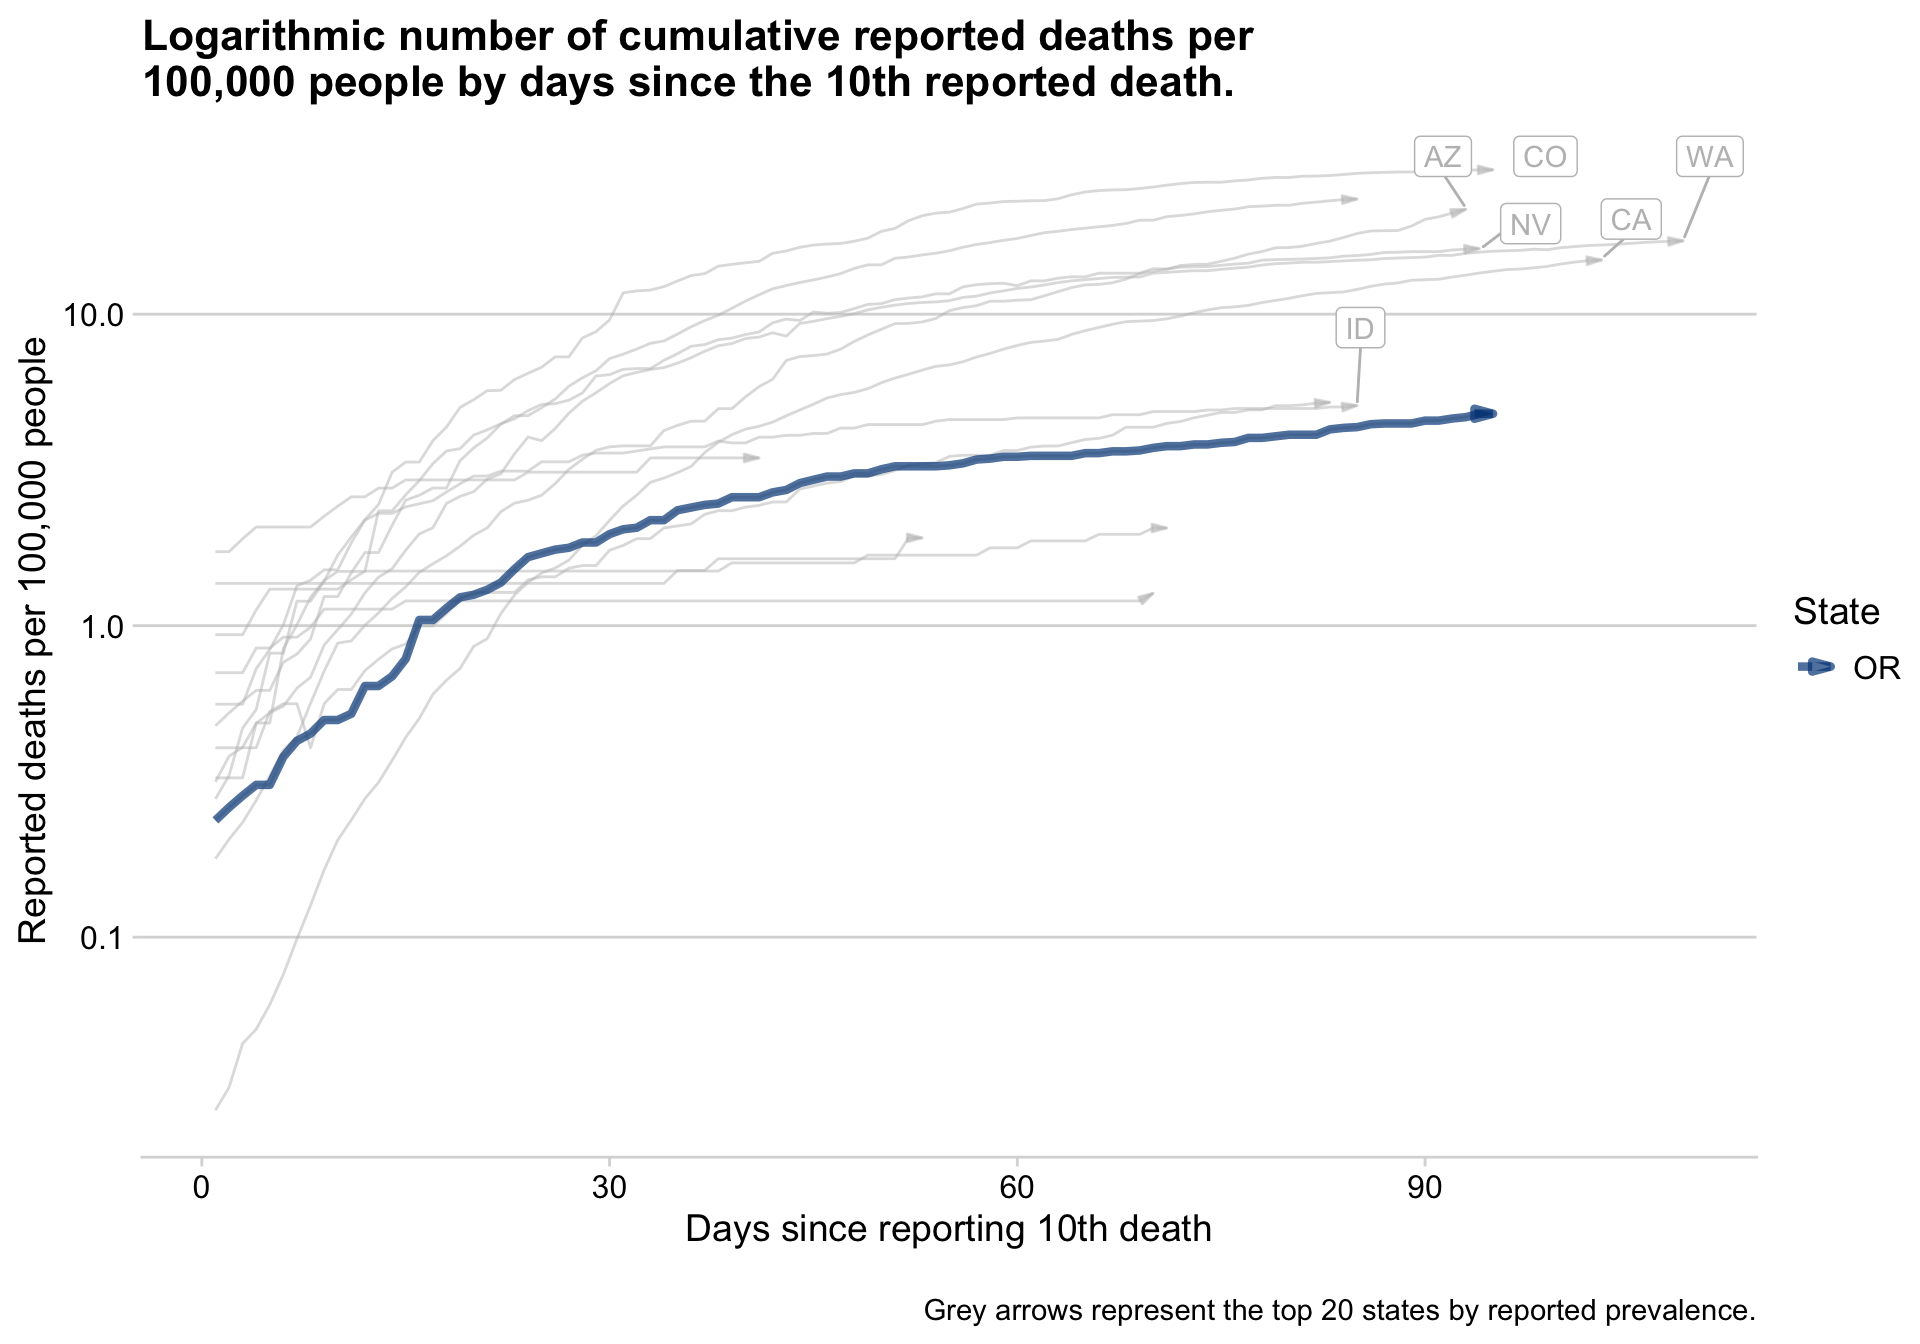 Logarithmic number of cumulative reported deaths per
100,000 people by days since the 10th reported death.
AZ
CO
WA
NV
CA
ID
10.0
1.0
0.1
Reported deaths per 100,000 people
0
30
60
90
Days since reporting 10th death
State
OR
Grey arrows represent the top 20 states by reported prevalence.